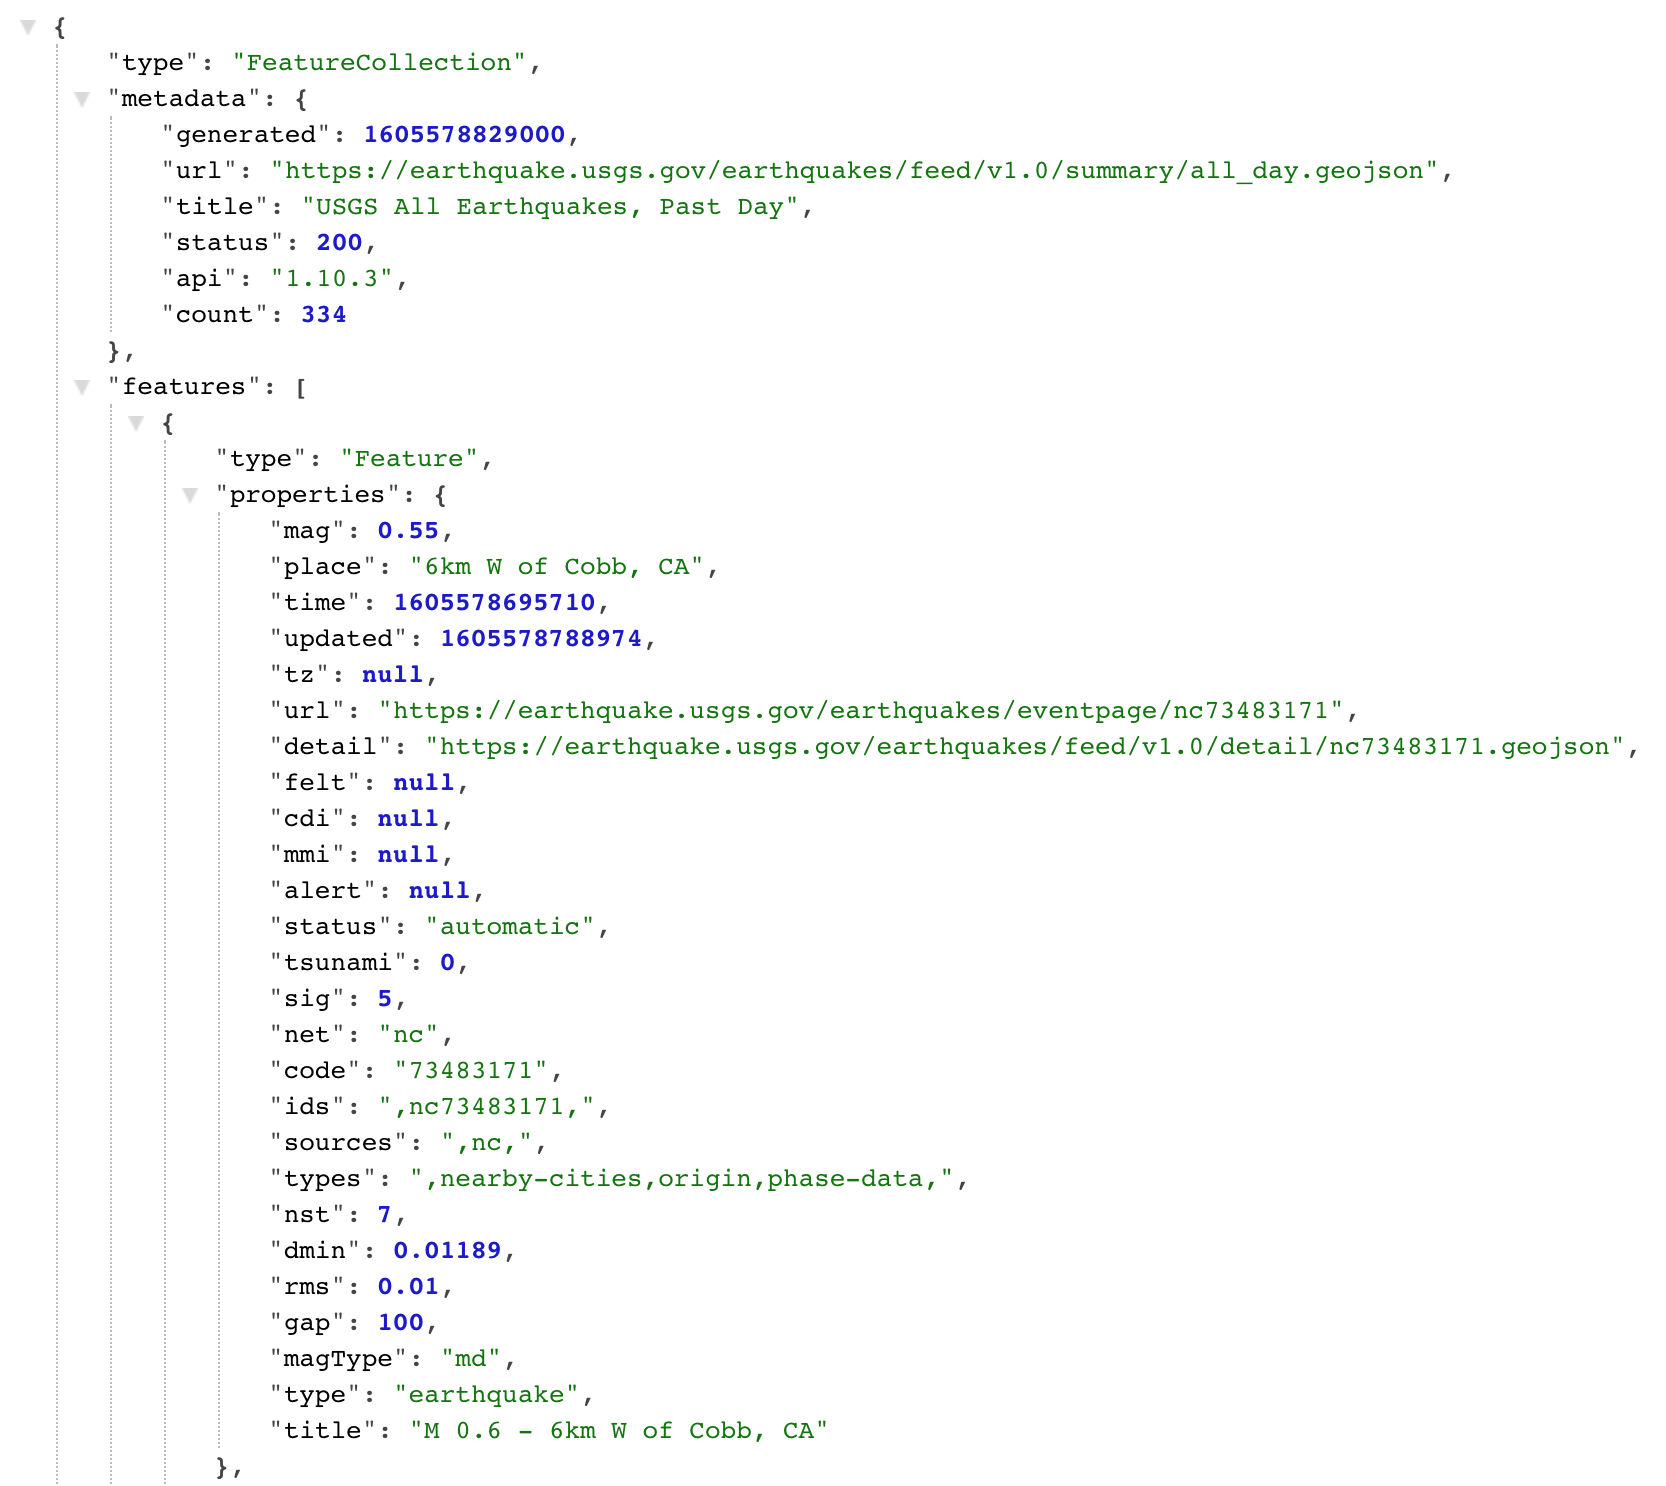 {
"type": "FeatureCollection",
"metadata": {
"generated": 1605578829000,
"url": "https://earthquake.usgs.gov/earthquakes/feed/v1.0/summary/all_day.geojson",
"title": "USGS All Earthquakes, Past Day",
"status": 200,
"api": "1.10.3",
"count": 334
},
"features": [
{
"type": "Feature",
"properties": {
"mag": 0.55,
"place": "6km W of Cobb, CA",
"time": 1605578695710,
"updated": 1605578788974,
"tz": null,
"url": "https://earthquake.usgs.gov/earthquakes/eventpage/nc73483171",
"detail": "https://earthquake.usgs.gov/earthquakes/feed/v1.0/detail/nc73483171.geojson",
"felt": null,
"cdi": null,
"mmi": null,
"alert": null,
"status": "automatic",
"tsunami": 0,
"sig": 5,
"net": "nc",
"code": "73483171",
"ids": ",nc73483171,",
"sources": ",nc,",
"types": ",nearby-cities,origin,phase-data,",
"nst": 7,
"dmin": 0.01189,
"rms": 0.01,
"gap": 100,
"magType": "md",
"type": "earthquake",
"title": "M 0.6 - 6km W of Cobb, CA"
},